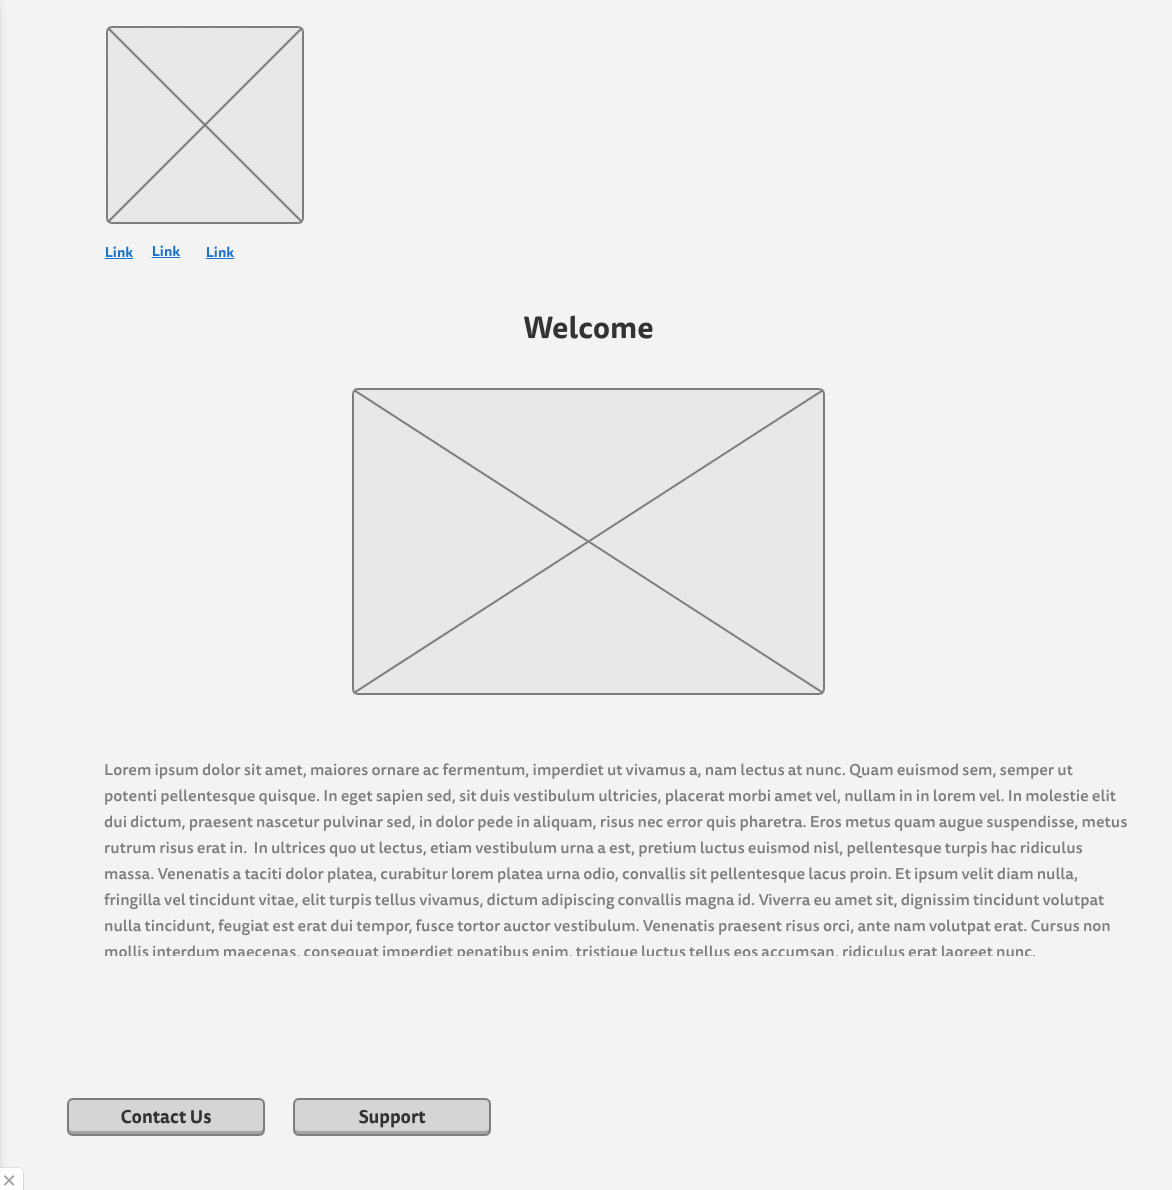 Link Link Link
Welcome
Lorem ipsum dolor sit amet, maiores ornare ac fermentum, imperdiet ut vivamus a, nam lectus at nunc. Quam euismod sem, semper ut
potenti pellentesque quisque. In eget sapien sed, sit duis vestibulum ultricies, placerat morbi amet vel, nullam in in lorem vel. In molestie elit
dui dictum, praesent nascetur pulvinar sed, in dolor pede in aliquam, risus nec error quis pharetra. Eros metus quam augue suspendisse, metus
rutrum risus erat in.  In ultrices quo ut lectus, etiam vestibulum urna a est, pretium luctus euismod nisl, pellentesque turpis hac ridiculus
massa. Venenatis a taciti dolor platea, curabitur lorem platea urna odio, convallis sit pellentesque lacus proin. Et ipsum velit diam nulla,
fringilla vel tincidunt vitae, elit turpis tellus vivamus, dictum adipiscing convallis magna id. Viverra eu amet sit, dignissim tincidunt volutpat
nulla tincidunt, feugiat est erat dui tempor, fusce tortor auctor vestibulum. Venenatis praesent risus orci, ante nam volutpat erat. Cursus non
mollis interdum maecenas, consequat imperdiet penatibus enim, tristique luctus tellus eos accumsan, ridiculus erat laoreet nunc.
Contact Us Support